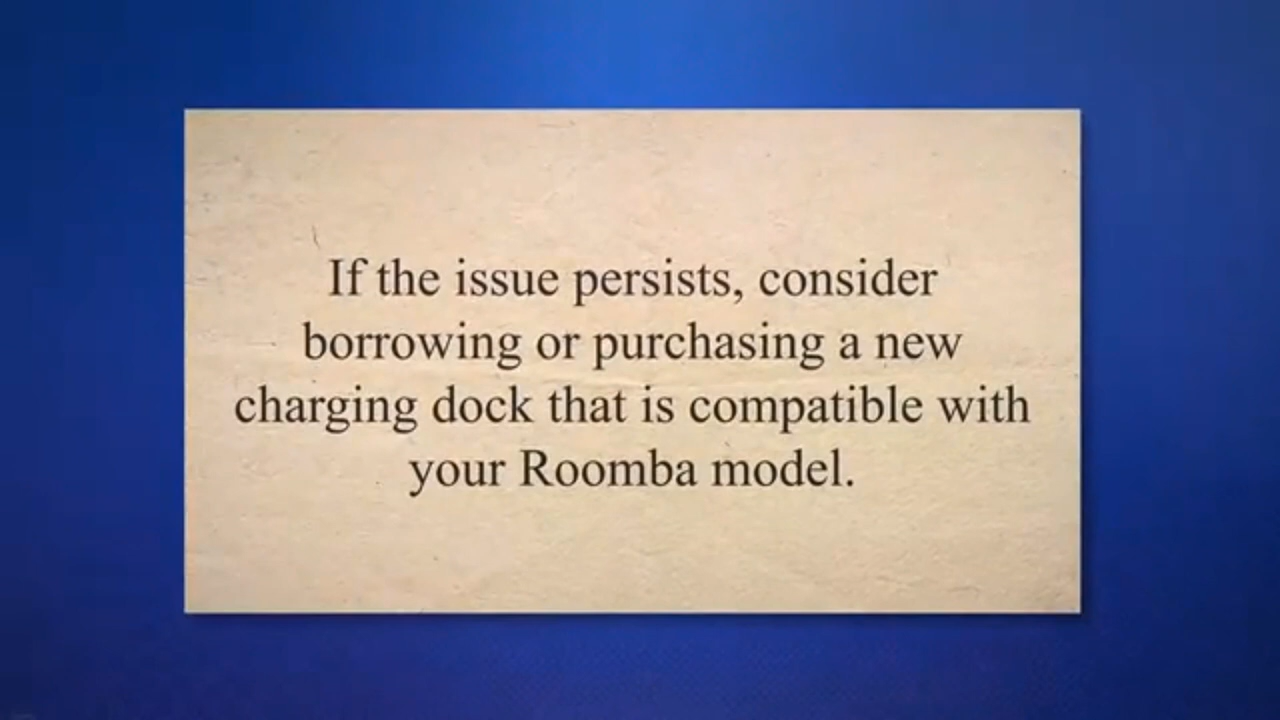 If the issue persists, consider
borrowing or purchasing a new
charging dock that is compatible with
your Roomba model.